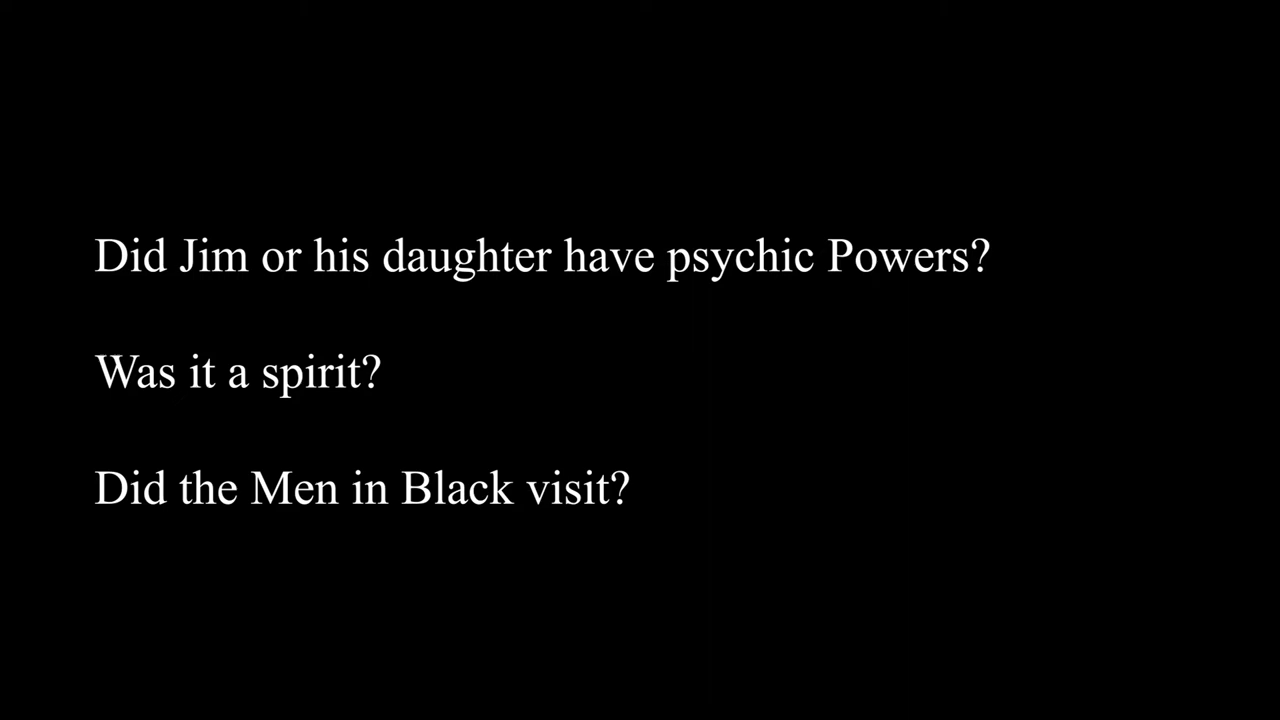 Did Jim or his daughter have psychic Powers?
Was it a spirit?
Did the Men in Black visit?